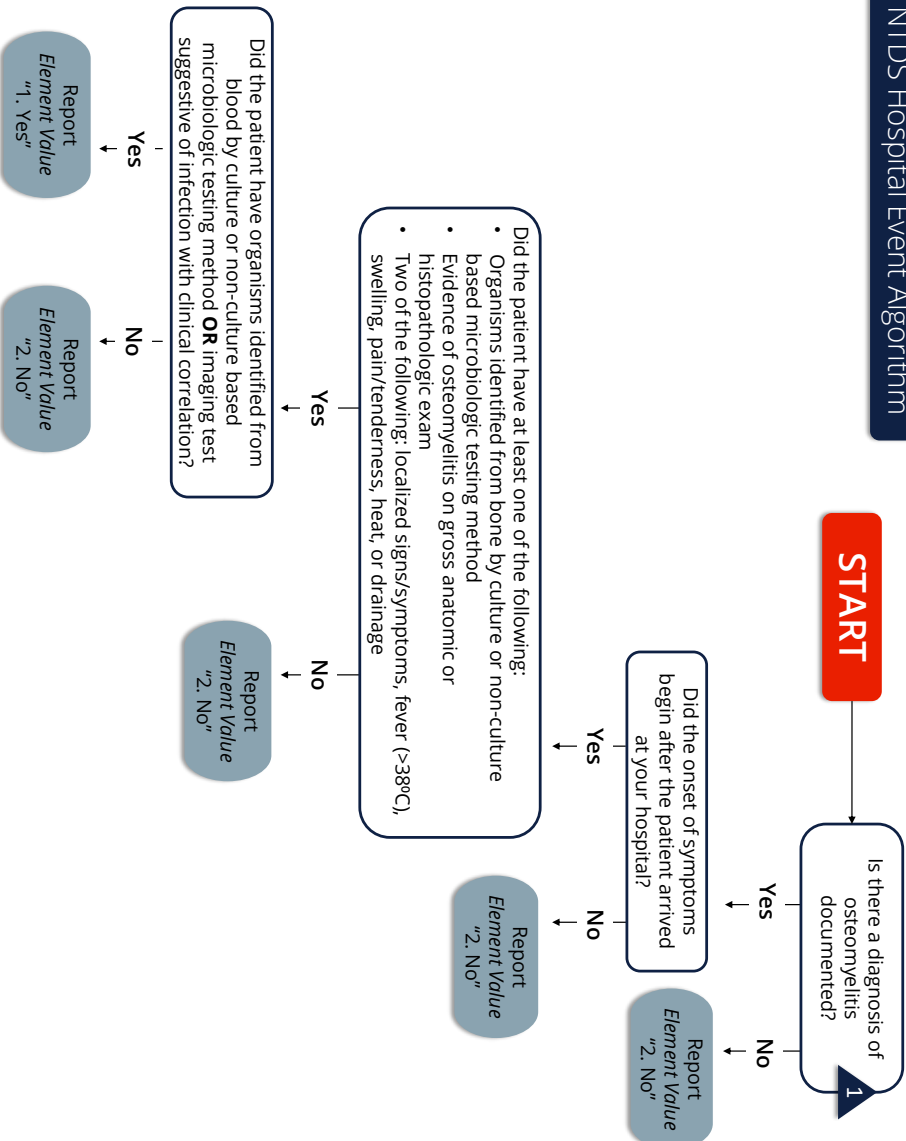 NTDS Hospital Event Algorithm
START
Is there a diagnosis of
osteomyelitis
documented?
1
Yes
No
Report
Element Value
“2. No”
Did the onset of symptoms
begin after the patient arrived
at your hospital?
Yes
No
Report
Element Value
“2. No”
Did the patient have at least one of the following:
• Organisms identified from bone by culture or non-culture
based microbiologic testing method
• Evidence of osteomyelitis on gross anatomic or
histopathologic exam
• Two of the following: localized signs/symptoms, fever (>38ºC),
swelling, pain/tenderness, heat, or drainage
Yes
No
Report
Element Value
“2. No”
Did the patient have organisms identified from
blood by culture or non-culture based
microbiologic testing method OR imaging test
suggestive of infection with clinical correlation?
Yes
No
Report
Element Value
“1. Yes”
Report
Element Value
“2. No”